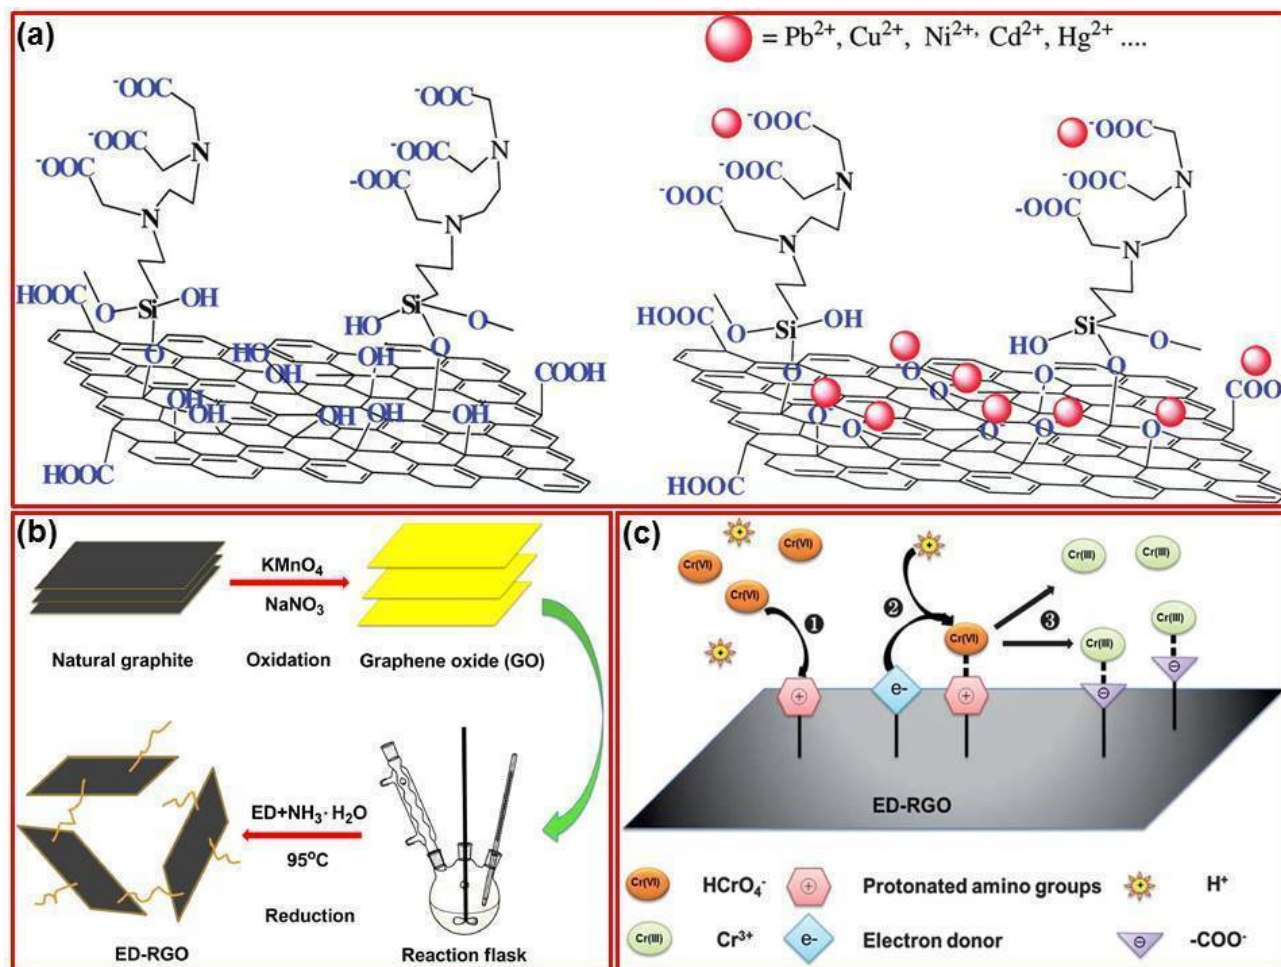 (a)
= Pb²⁺, Cu²⁺, Ni²⁺, Cd²⁺, Hg²⁺ ....
⁻OOC
⁻OOC
⁻OOC
N
N
HOOC
O
Si
OH
O
⁻OOC
⁻OOC
-OOC
N
N
Si
HO
O
O
HO
OH
OH
OH
OH
OH
OH
OH
COOH
HOOC
⁻OOC
⁻OOC
⁻OOC
N
N
HOOC
O
Si
OH
O
⁻OOC
⁻OOC
-OOC
N
N
Si
HO
O
O
O
⁻O
O
O⁻
O
O⁻
O
O
COO
HOOC
(b)
KMnO₄
NaNO₃
Natural graphite
Oxidation
Graphene oxide (GO)
ED+NH₃· H₂O
95°C
Reduction
ED-RGO
Reaction flask
(c)
+
Cr(VI)
Cr(VI)
Cr(VI)
+
1
+
2
e-
Cr(VI)
+
+
3
Cr(III)
Cr(III)
Cr(III)
Cr(III)
⊖
⊖
ED-RGO
Cr(VI) HCrO₄⁻ + Protonated amino groups + H⁺
Cr(III) Cr³⁺ e- Electron donor ⊖ -COO⁻